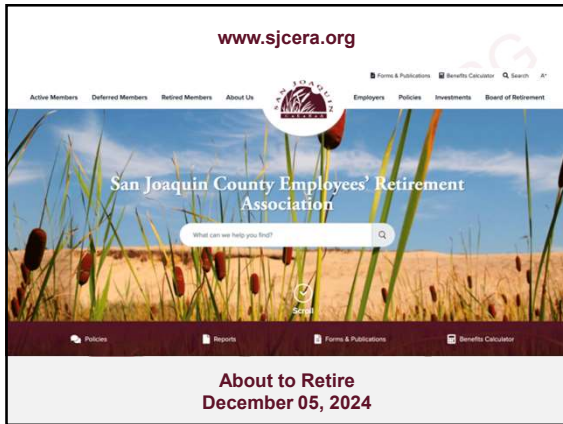 www.sjcera.org
Forms & Publications Benefits Calculator Search A+
Active Members Deferred Members Retired Members About Us
SAN JOAQUIN
Employers Policies Investments Board of Retirement
San Joaquin County Employees' Retirement
Association
What can we help you find?
Scroll
Policies Reports Forms & Publications Benefits Calculator
About to Retire
December 05, 2024